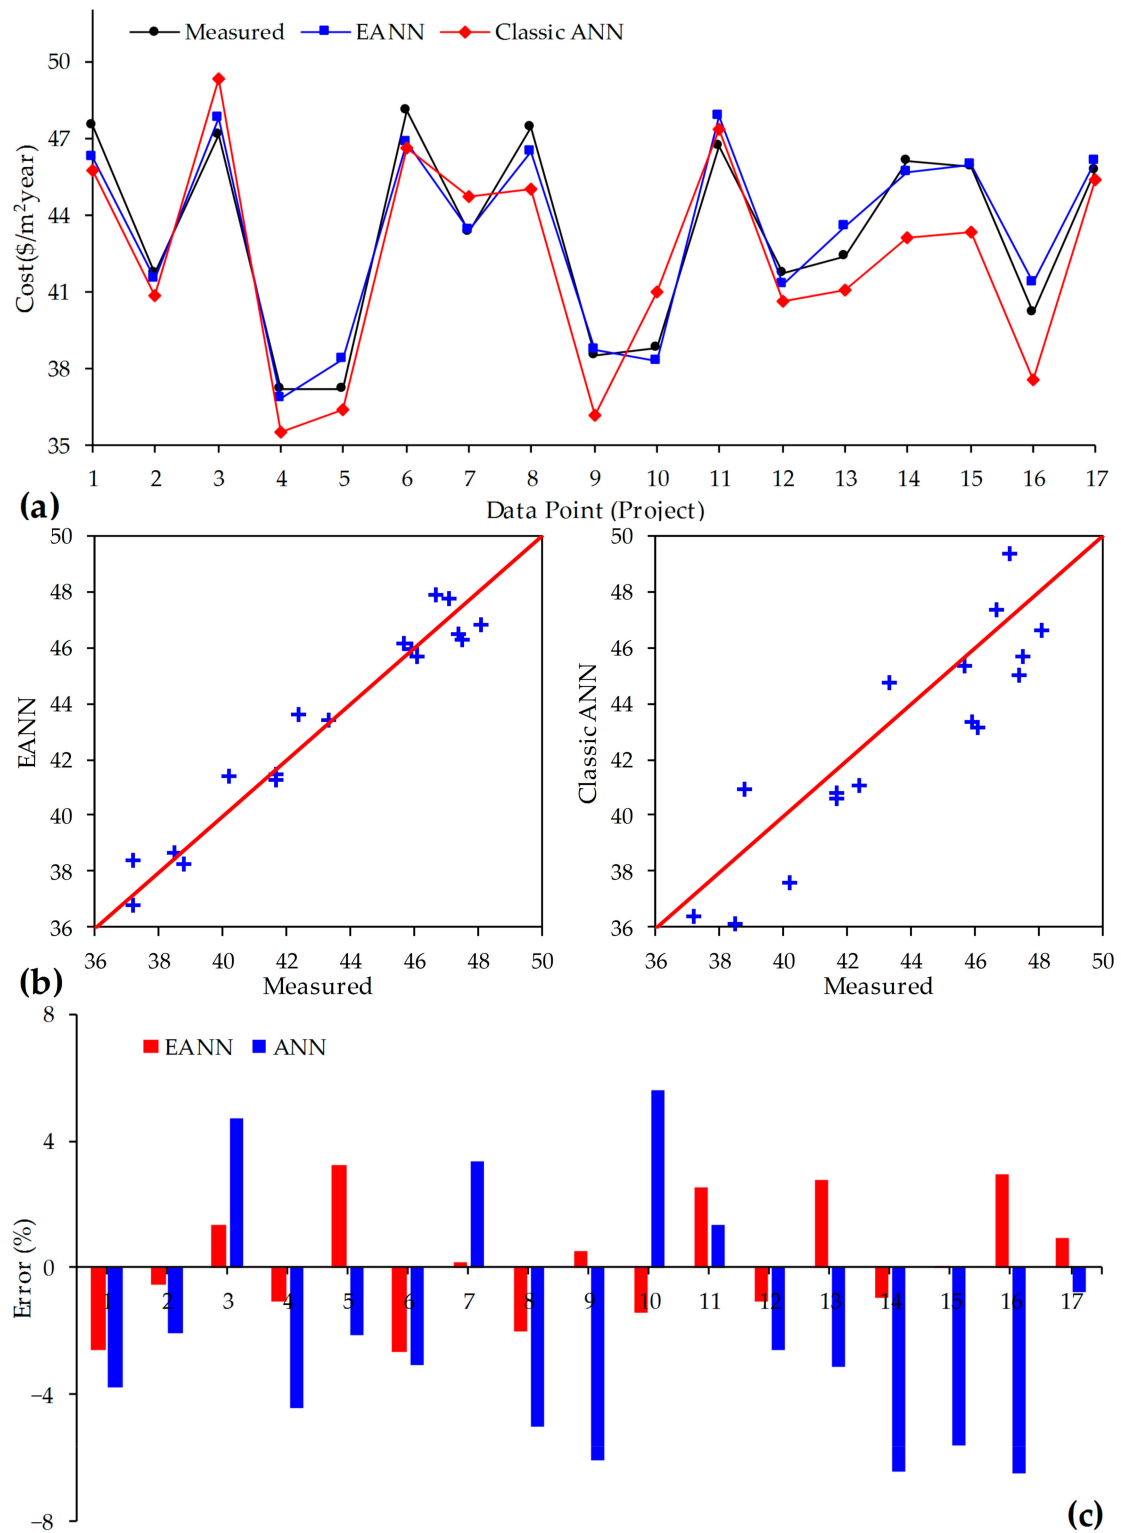 Measured EANN Classic ANN
50
47
44
41
38
35
Cost($/m²year)
1 2 3 4 5 6 7 8 9 10 11 12 13 14 15 16 17
(a)
Data Point (Project)
50
48
46
44
42
40
38
36
EANN
36 38 40 42 44 46 48 50
(b)
Measured
50
48
46
44
42
40
38
36
Classic ANN
36 38 40 42 44 46 48 50
Measured
8
4
0
−4
−8
Error (%)
EANN ANN
1 2 3 4 5 6 7 8 9 10 11 12 13 14 15 16 17
(c)